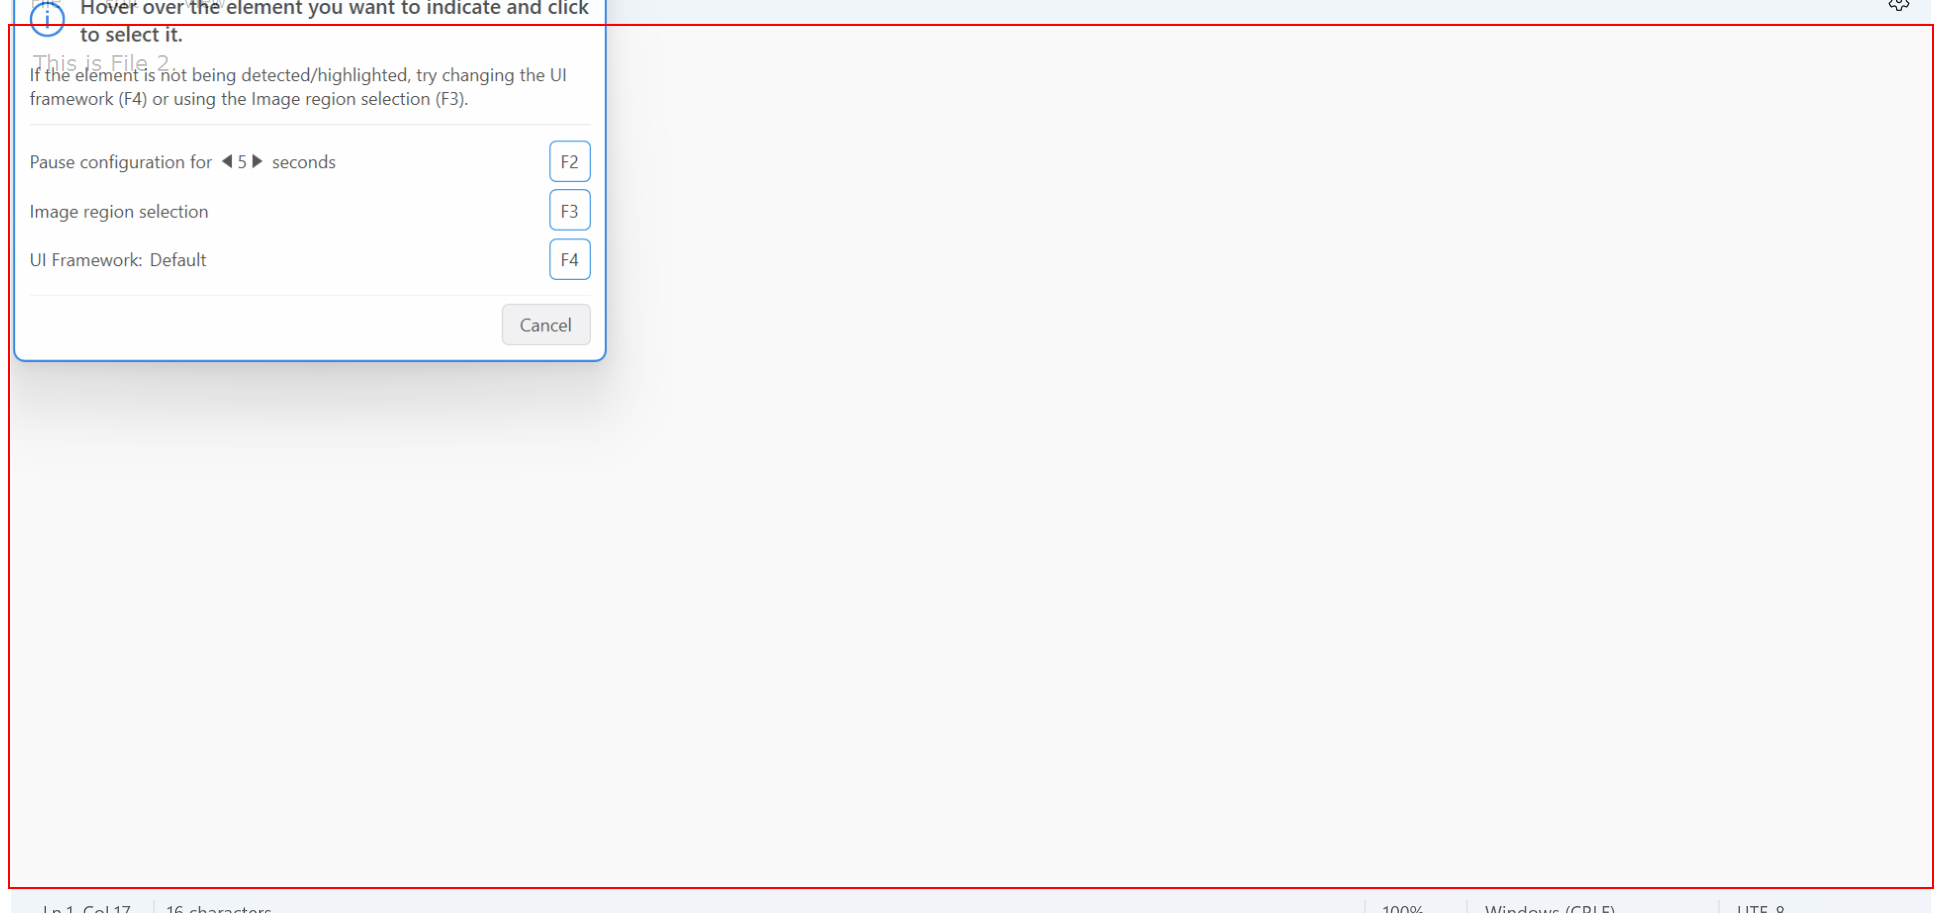 File Edit View
Hover over the element you want to indicate and click
to select it.
This is File 2.
If the element is not being detected/highlighted, try changing the UI
framework (F4) or using the Image region selection (F3).
Pause configuration for 5 seconds F2
Image region selection F3
UI Framework: Default F4
Cancel
Ln 1, Col 17 16 characters 100% Windows (CRLF) UTF-8